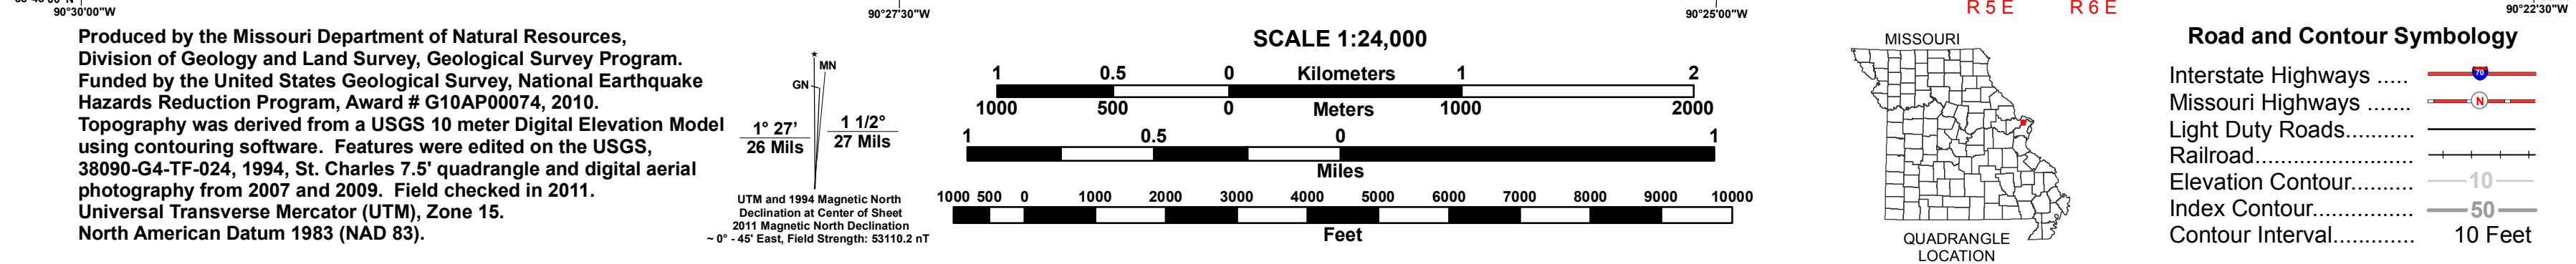 90°30'00"W
90°27'30"W
90°25'00"W
R 5 E
R 6 E
90°22'30"W
Produced by the Missouri Department of Natural Resources,
Division of Geology and Land Survey, Geological Survey Program.
Funded by the United States Geological Survey, National Earthquake
Hazards Reduction Program, Award # G10AP00074, 2010.
Topography was derived from a USGS 10 meter Digital Elevation Model
using contouring software. Features were edited on the USGS,
38090-G4-TF-024, 1994, St. Charles 7.5' quadrangle and digital aerial
photography from 2007 and 2009. Field checked in 2011.
Universal Transverse Mercator (UTM), Zone 15.
North American Datum 1983 (NAD 83).
MN
GN
1° 27’
26 Mils
1 1/2°
27 Mils
UTM and 1994 Magnetic North
Declination at Center of Sheet
2011 Magnetic North Declination
~ 0° - 45' East, Field Strength: 53110.2 nT
SCALE 1:24,000
1 0.5 0 Kilometers 1 2
1000 500 0 Meters 1000 2000
1 0.5 0 1
Miles
1000 500 0 1000 2000 3000 4000 5000 6000 7000 8000 9000 10000
Feet
MISSOURI
QUADRANGLE
LOCATION
Road and Contour Symbology
Interstate Highways ..... 70
Missouri Highways ....... N
Light Duty Roads...........
Railroad..........................
Elevation Contour.......... 10
Index Contour................ 50
Contour Interval............. 10 Feet